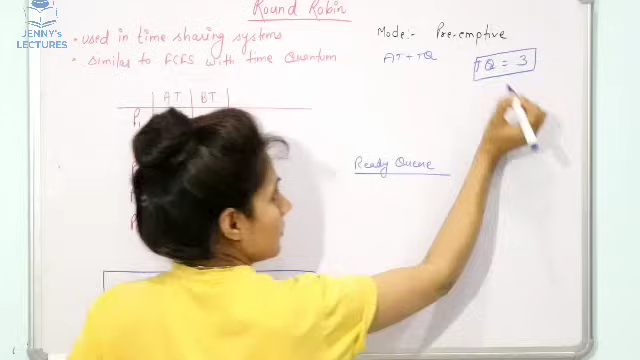 JENNY's
LECTURES
Round Robin
• used in time sharing systems
• similar to FCFS with time Quantum
Mode:- Pre-emptive
AT + TQ
TQ = 3
AT BT
P1
Ready Queue